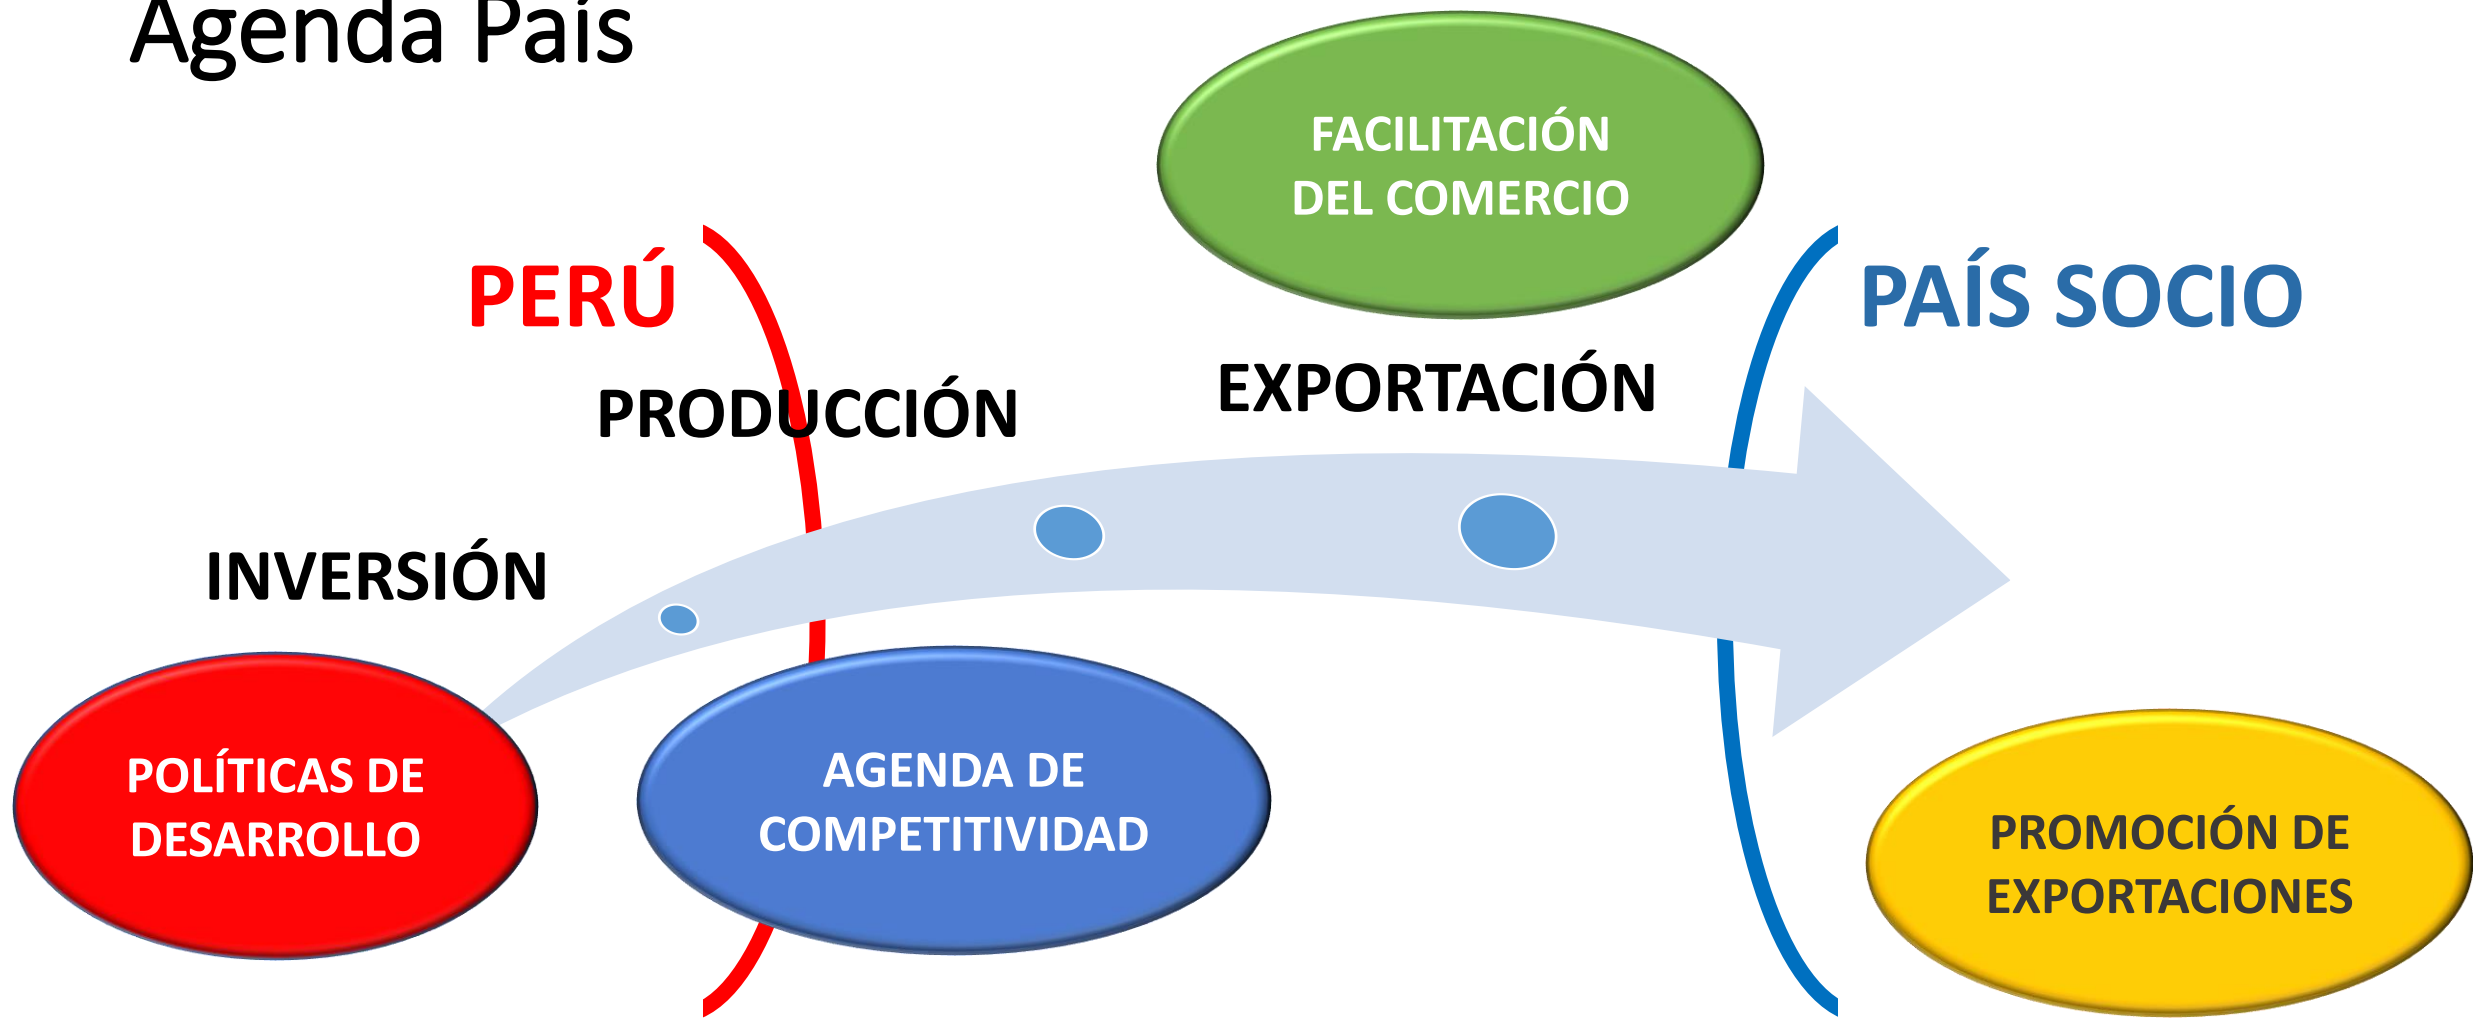 Agenda País
FACILITACIÓN
DEL COMERCIO
PERÚ
PAÍS SOCIO
PRODUCCIÓN
EXPORTACIÓN
INVERSIÓN
POLÍTICAS DE
DESARROLLO
AGENDA DE
COMPETITIVIDAD
PROMOCIÓN DE
EXPORTACIONES